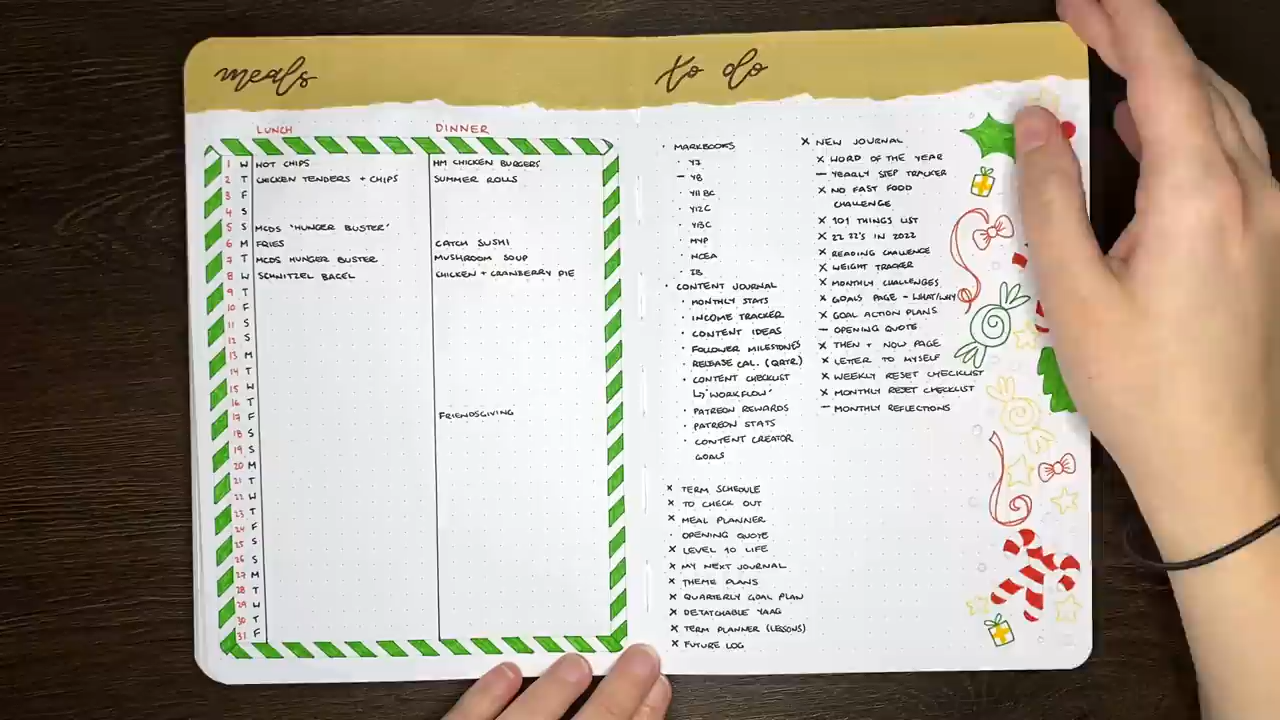 meals
LUNCH DINNER
1 W HOT CHIPS HM CHICKEN BURGERS
2 T CHICKEN TENDERS + CHIPS SUMMER ROLLS
3 F
4 S
5 S MCDS 'HUNGER BUSTER'
6 M FRIES CATCH SUSHI
7 T MCDS HUNGER BUSTER MUSHROOM SOUP
8 W SCHNITZEL BAGEL CHICKEN + CRANBERRY PIE
9 T
10 F
11 S
12 S
13 M
14 T
15 W
16 T
17 F FRIENDSGIVING
18 S
19 S
20 M
21 T
22 W
23 T
24 F
25 S
26 S
27 M
28 T
29 W
30 T
31 F
to do
· MARKBOOKS
· Y7
– Y8
· Y11BC
· Y12C
· Y13C
· MYP
· NCEA
· IB
· CONTENT JOURNAL
· MONTHLY STATS
· INCOME TRACKER
· CONTENT IDEAS
· FOLLOWER MILESTONES
· RELEASE CAL. (QRTR)
· CONTENT CHECKLIST
↳ 'WORKFLOW'
· PATREON REWARDS
· PATREON STATS
· CONTENT CREATOR
GOALS
× TERM SCHEDULE
× TO CHECK OUT
× MEAL PLANNER
· OPENING QUOTE
× LEVEL 10 LIFE
× MY NEXT JOURNAL
× THEME PLANS
× QUARTERLY GOAL PLAN
× DETATCHABLE YAAG
× TERM PLANNER (LESSONS)
× FUTURE LOG
× NEW JOURNAL
× WORD OF THE YEAR
– YEARLY STEP TRACKER
× NO FAST FOOD
CHALLENGE
× 101 THINGS LIST
× 22 22'S IN 2022
× READING CHALLENGE
× WEIGHT TRACKER
× MONTHLY CHALLENGES
× GOALS PAGE - WHAT/WHY
× GOAL ACTION PLANS
– OPENING QUOTE
× THEN + NOW PAGE
× LETTER TO MYSELF
× WEEKLY RESET CHECKLIST
× MONTHLY RESET CHECKLIST
– MONTHLY REFLECTIONS